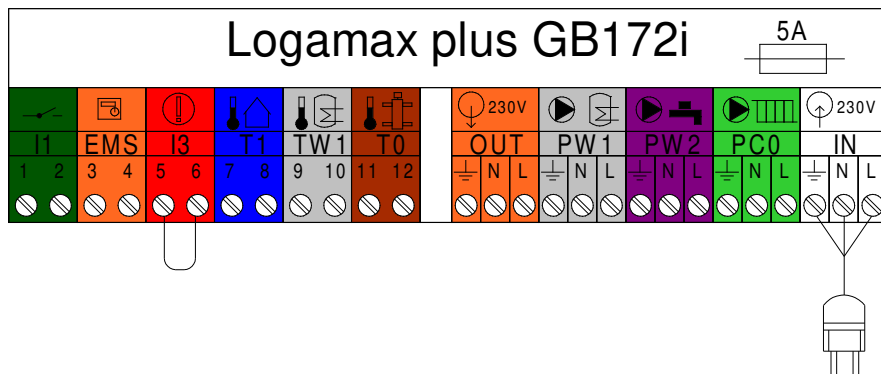 Logamax plus GB172i
5A
230V 230V
I1 EMS I3 T1 TW1 T0 OUT PW1 PW2 PC0 IN
1 2 3 4 5 6 7 8 9 10 11 12 N L N L N L N L N L